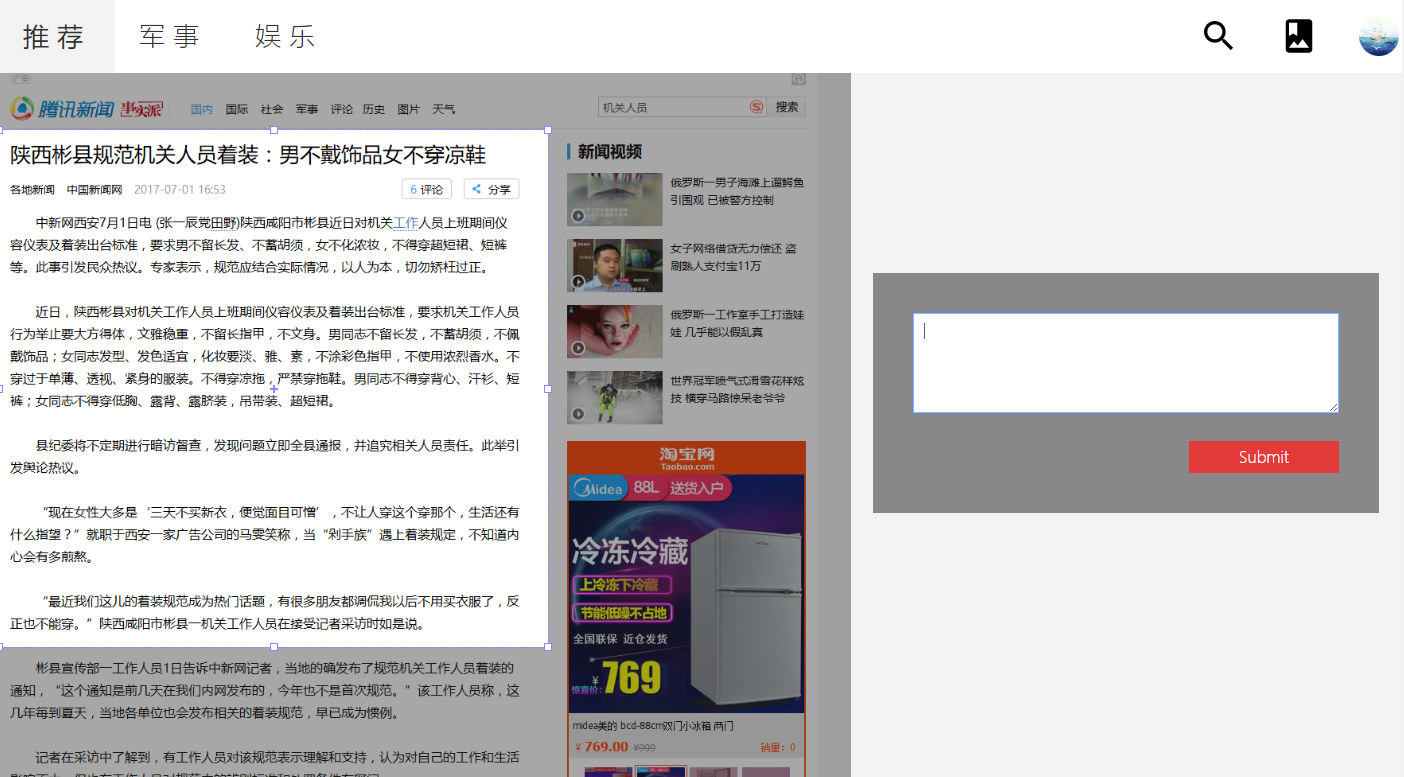 推荐 军事 娱乐
广告
腾讯新闻 事实派 国内 国际 社会 军事 评论 历史 图片 天气 机关人员 搜索
陕西彬县规范机关人员着装：男不戴饰品女不穿凉鞋
各地新闻 中国新闻网 2017-07-01 16:53 6 评论 分享
中新网西安7月1日电 (张一辰党田野)陕西咸阳市彬县近日对机关工作人员上班期间仪
容仪表及着装出台标准，要求男不留长发、不蓄胡须，女不化浓妆，不得穿超短裙、短裤
等。此事引发民众热议。专家表示，规范应结合实际情况，以人为本，切勿矫枉过正。
近日，陕西彬县对机关工作人员上班期间仪容仪表及着装出台标准，要求机关工作人员
行为举止要大方得体，文雅稳重，不留长指甲，不文身。男同志不留长发，不蓄胡须，不佩
戴饰品；女同志发型、发色适宜，化妆要淡、雅、素，不涂彩色指甲，不使用浓烈香水。不
穿过于单薄、透视、紧身的服装。不得穿凉拖，严禁穿拖鞋。男同志不得穿背心、汗衫、短
裤；女同志不得穿低胸、露背、露脐装，吊带装、超短裙。
县纪委将不定期进行暗访督查，发现问题立即全县通报，并追究相关人员责任。此举引
发舆论热议。
“现在女性大多是‘三天不买新衣，便觉面目可憎’，不让人穿这个穿那个，生活还有
什么指望？”就职于西安一家广告公司的马雯笑称，当“剁手族”遇上着装规定，不知道内
心会有多煎熬。
“最近我们这儿的着装规范成为热门话题，有很多朋友都调侃我以后不用买衣服了，反
正也不能穿。”陕西咸阳市彬县一机关工作人员在接受记者采访时如是说。
彬县宣传部一工作人员1日告诉中新网记者，当地的确发布了规范机关工作人员着装的
通知，“这个通知是前几天在我们内网发布的，今年也不是首次规范。”该工作人员称，这
几年每到夏天，当地各单位也会发布相关的着装规范，早已成为惯例。
记者在采访中了解到，有工作人员对该规范表示理解和支持，认为对自己的工作和生活
新闻视频
俄罗斯一男子海滩上遛鳄鱼
引围观 已被警方控制
女子网络借贷无力偿还 盗
刷熟人支付宝11万
俄罗斯一工作室手工打造娃
娃 几乎能以假乱真
世界冠军喷气式滑雪花样炫
技 横穿马路惊呆老爷爷
淘宝网
Taobao.com
Midea 88L 送货入户
冷冻冷藏
上冷冻下冷藏
节能低噪不占地
全国联保 近仓发货
惊喜价: ¥769
midea美的 bcd-88cm双门小冰箱 两门
¥ 769.00 ¥999 销量：0
Submit